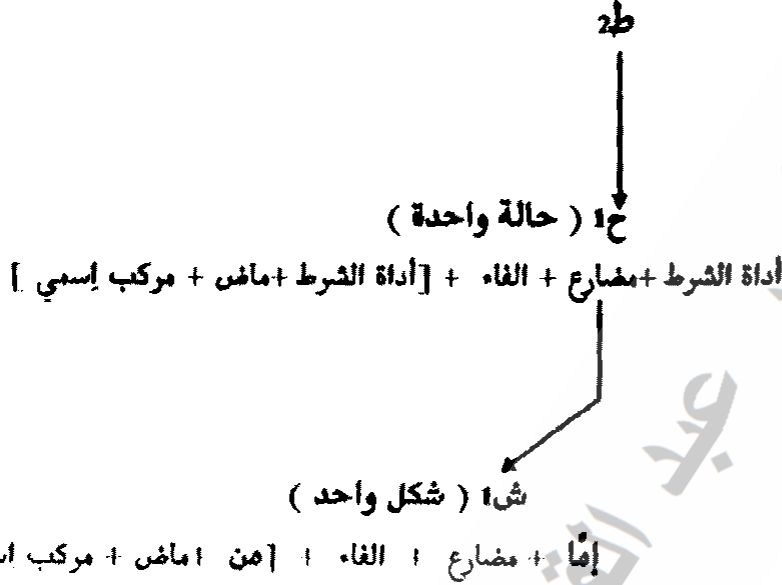 ط2
ح1 ( حالة واحدة )
أداة الشرط +مضارع + الفاء + [أداة الشرط +ماض + مركب إسمي ]
ش1 ( شكل واحد )
إمّا + مضارع + الفاء + [من +ماض + مركب